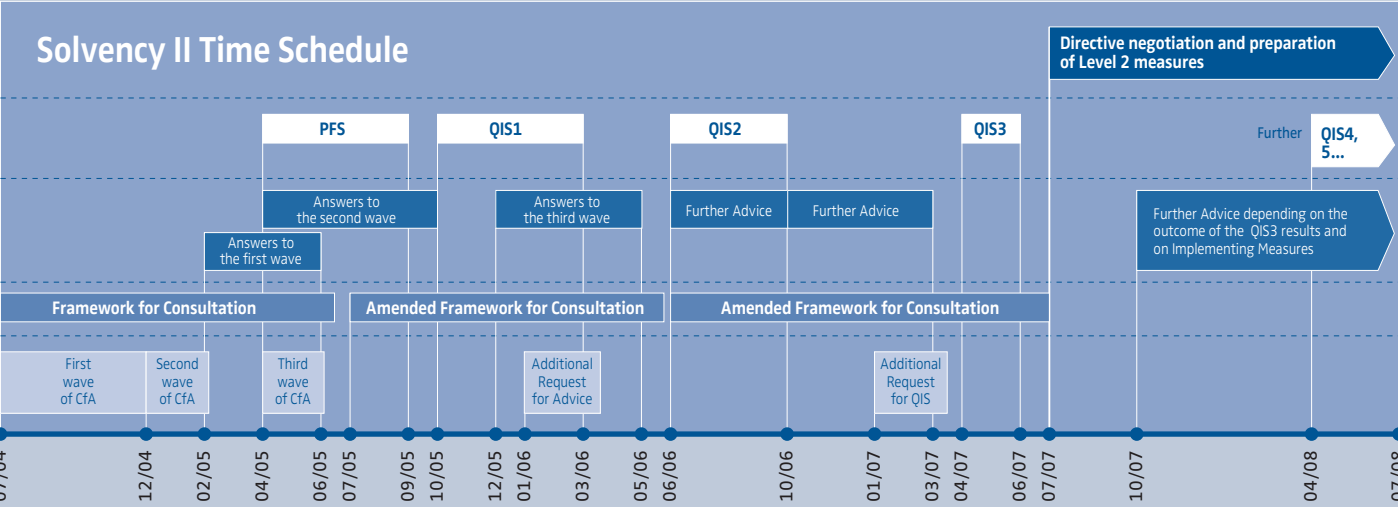 Solvency II Time Schedule
Directive negotiation and preparation
of Level 2 measures
PFS
QIS1
QIS2
QIS3
Further
QIS4,
5...
Answers to
the second wave
Answers to
the third wave
Further Advice
Further Advice
Further Advice depending on the
outcome of the QIS3 results and
on Implementing Measures
Answers to
the first wave
Framework for Consultation
Amended Framework for Consultation
Amended Framework for Consultation
First
wave
of CfA
Second
wave
of CfA
Third
wave
of CfA
Additional
Request
for Advice
Additional
Request
for QIS
07/04
12/04
02/05
04/05
06/05
07/05
09/05
10/05
12/05
01/06
03/06
05/06
06/06
10/06
01/07
03/07
04/07
06/07
07/07
10/07
04/08
07/08